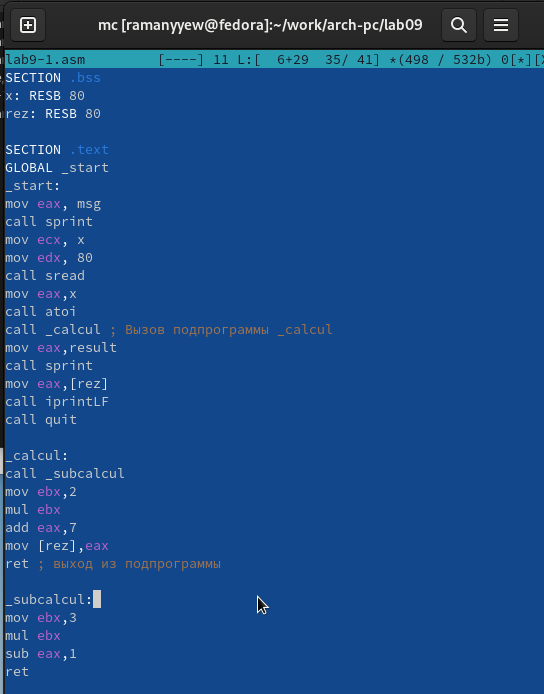 mc [ramanyyew@fedora]:~/work/arch-pc/lab09
lab9-1.asm [----] 11 L:[ 6+29 35/ 41] *(498 / 532b) 0[*][X
SECTION .bss
x: RESB 80
rez: RESB 80
SECTION .text
GLOBAL _start
_start:
mov eax, msg
call sprint
mov ecx, x
mov edx, 80
call sread
mov eax,x
call atoi
call _calcul ; Вызов подпрограммы _calcul
mov eax,result
call sprint
mov eax,[rez]
call iprintLF
call quit
_calcul:
call _subcalcul
mov ebx,2
mul ebx
add eax,7
mov [rez],eax
ret ; выход из подпрограммы
_subcalcul:
mov ebx,3
mul ebx
sub eax,1
ret